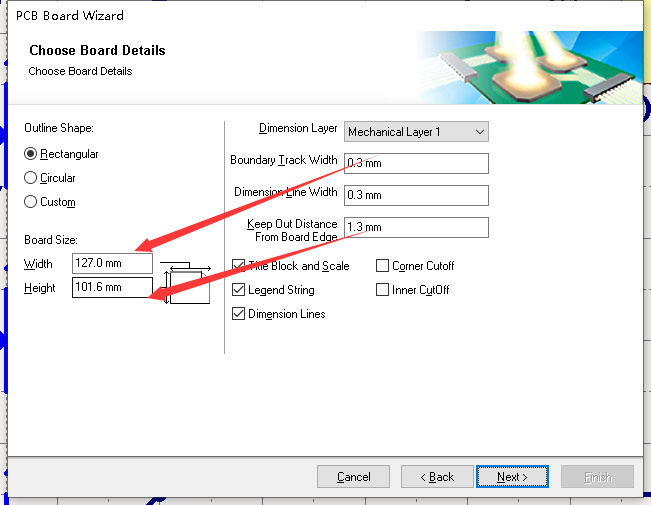 PCB Board Wizard
Choose Board Details
Choose Board Details
Outline Shape:
Rectangular
Circular
Custom
Board Size:
Width 127.0 mm
Height 101.6 mm
Dimension Layer Mechanical Layer 1
Boundary Track Width 0.3 mm
Dimension Line Width 0.3 mm
Keep Out Distance
From Board Edge 1.3 mm
Title Block and Scale Corner Cutoff
Legend String Inner CutOff
Dimension Lines
Cancel < Back Next > Finish